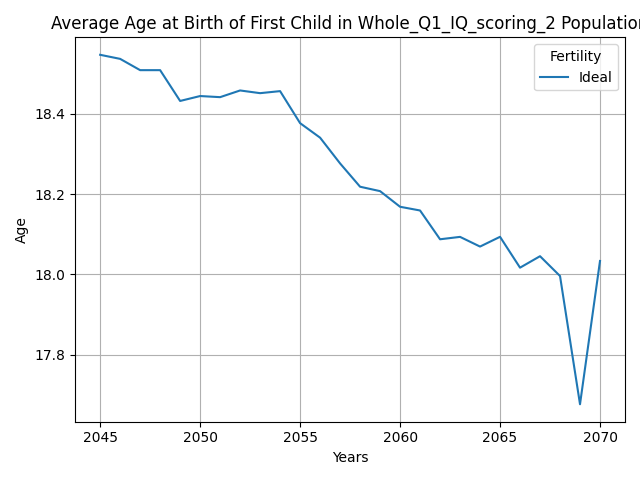 Average Age at Birth of First Child in Whole_Q1_IQ_scoring_2 Population
Fertility
Ideal
18.4
18.2
18.0
17.8
Age
2045 2050 2055 2060 2065 2070
Years